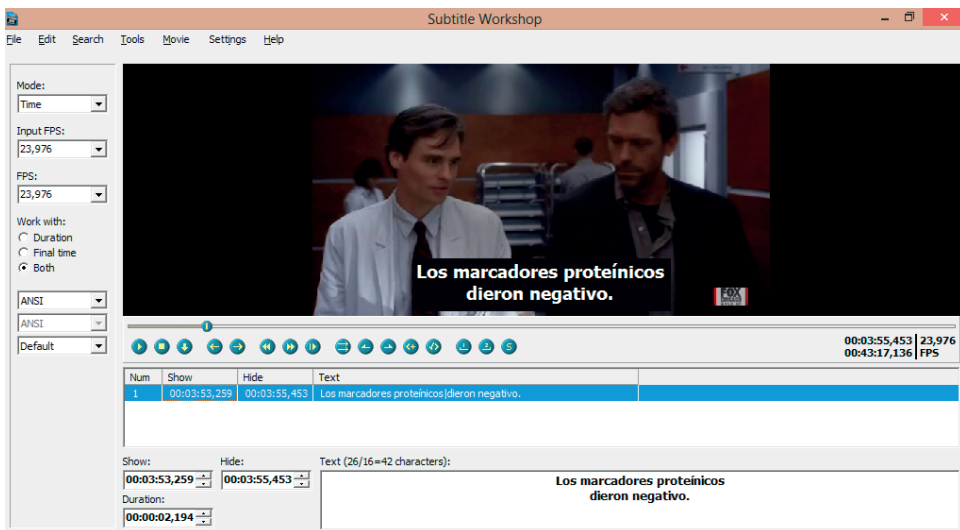 Subtitle Workshop
File Edit Search Tools Movie Settings Help
Mode:
Time
Input FPS:
23,976
FPS:
23,976
Work with:
Duration
Final time
Both
ANSI
ANSI
Default
Los marcadores proteínicos
dieron negativo.
FOX
00:03:55,453 23,976
00:43:17,136 FPS
Num Show Hide Text
1 00:03:53,259 00:03:55,453 Los marcadores proteínicos|dieron negativo.
Show: Hide: Text (26/16=42 characters):
00:03:53,259 00:03:55,453
Duration:
00:00:02,194
Los marcadores proteínicos
dieron negativo.